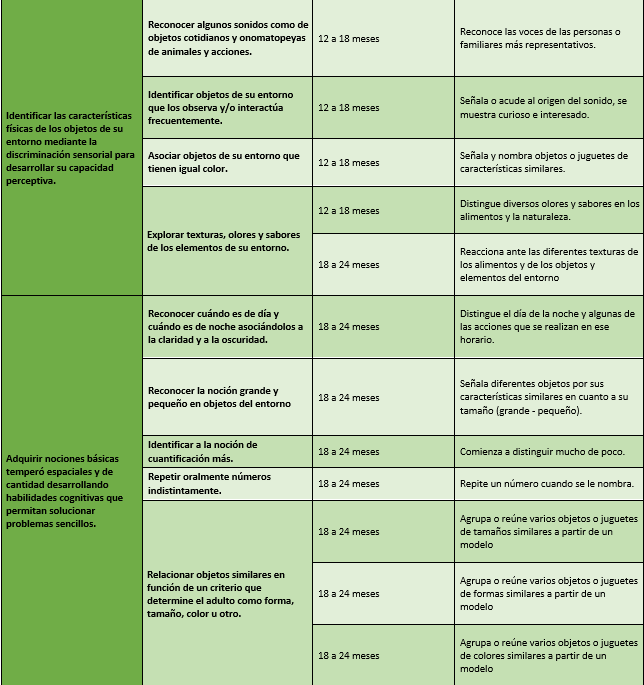 Identificar las características
físicas de los objetos de su
entorno mediante la
discriminación sensorial para
desarrollar su capacidad
perceptiva.
Reconocer algunos sonidos como de
objetos cotidianos y onomatopeyas
de animales y acciones.
12 a 18 meses
Reconoce las voces de las personas o
familiares más representativos.
Identificar objetos de su entorno
que los observa y/o interactúa
frecuentemente.
12 a 18 meses
Señala o acude al origen del sonido, se
muestra curioso e interesado.
Asociar objetos de su entorno que
tienen igual color.
12 a 18 meses
Señala y nombra objetos o juguetes de
características similares.
Explorar texturas, olores y sabores
de los elementos de su entorno.
12 a 18 meses
Distingue diversos olores y sabores en los
alimentos y la naturaleza.
18 a 24 meses
Reacciona ante las diferentes texturas de
los alimentos y de los objetos y
elementos del entorno
Adquirir nociones básicas
temperó espaciales y de
cantidad desarrollando
habilidades cognitivas que
permitan solucionar
problemas sencillos.
Reconocer cuándo es de día y
cuándo es de noche asociándolos a
la claridad y a la oscuridad.
18 a 24 meses
Distingue el día de la noche y algunas de
las acciones que se realizan en ese
horario.
Reconocer la noción grande y
pequeño en objetos del entorno
18 a 24 meses
Señala diferentes objetos por sus
características similares en cuanto a su
tamaño (grande - pequeño).
Identificar a la noción de
cuantificación más.
18 a 24 meses
Comienza a distinguir mucho de poco.
Repetir oralmente números
indistintamente.
18 a 24 meses
Repite un número cuando se le nombra.
Relacionar objetos similares en
función de un criterio que
determine el adulto como forma,
tamaño, color u otro.
18 a 24 meses
Agrupa o reúne varios objetos o juguetes
de tamaños similares a partir de un
modelo
18 a 24 meses
Agrupa o reúne varios objetos o juguetes
de formas similares a partir de un
modelo
18 a 24 meses
Agrupa o reúne varios objetos o juguetes
de colores similares a partir de un
modelo